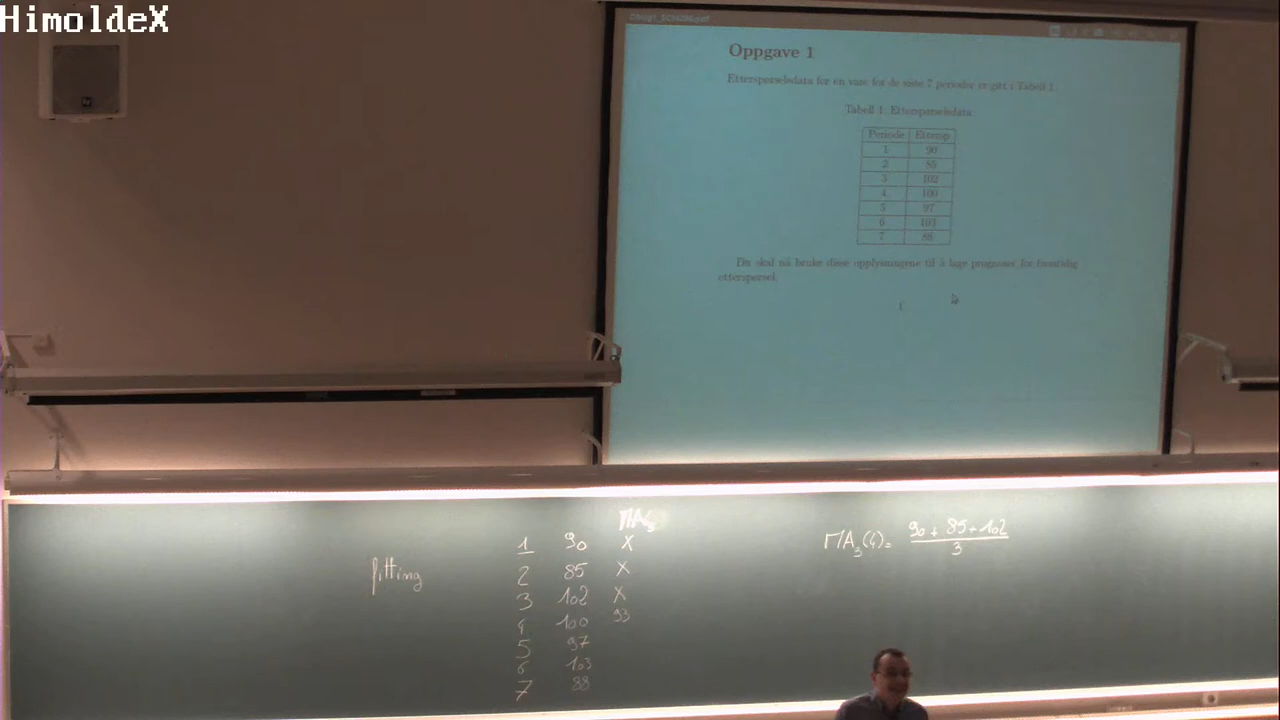 HimoldeX
Oppgave 1
Etterspørselsdata for en vare for de siste 7 perioder er gitt i Tabell 1.
Tabell 1: Etterspørselsdata
Periode Ettersp
1 90
2 85
3 102
4 100
5 97
6 103
7 88
Du skal nå bruke disse opplysningene til å lage prognoser for fremtidig
etterspørsel.
1
MA3
1 90 X
fitting
2 85 X
3 102 X
4 100 93
5 97
6 103
7 88
MA3(4)= 90 + 85 + 102
3